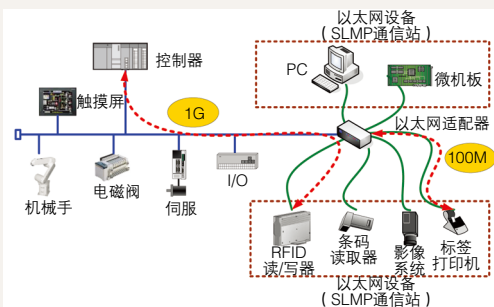 以太网设备
( SLMP通信站 )
控制器
PC
微机板
触摸屏
1G
以太网适配器
100M
机械手
电磁阀
伺服
I/O
RFID
读/写器
条码
读取器
影像
系统
标签
打印机
以太网设备
( SLMP通信站 )